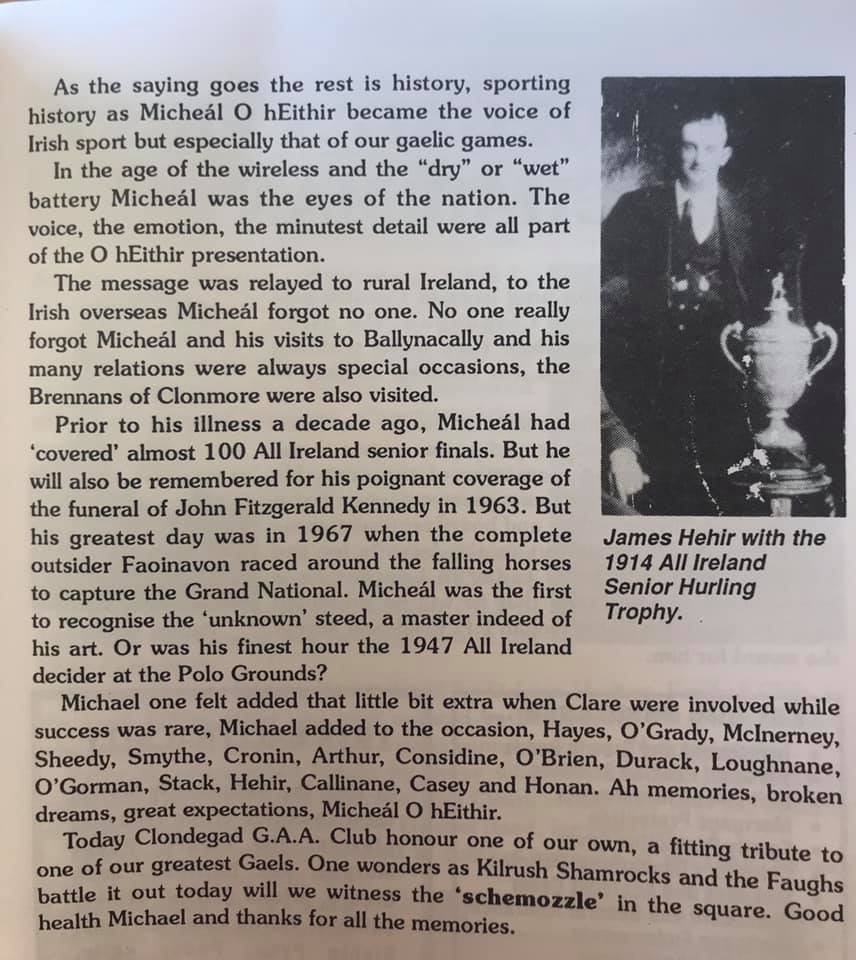 As the saying goes the rest is history, sporting
history as Micheál O hEithir became the voice of
Irish sport but especially that of our gaelic games.
In the age of the wireless and the “dry” or “wet”
battery Micheál was the eyes of the nation. The
voice, the emotion, the minutest detail were all part
of the O hEithir presentation.
The message was relayed to rural Ireland, to the
Irish overseas Micheál forgot no one. No one really
forgot Micheál and his visits to Ballynacally and his
many relations were always special occasions, the
Brennans of Clonmore were also visited.
Prior to his illness a decade ago, Micheál had
‘covered’ almost 100 All Ireland senior finals. But he
will also be remembered for his poignant coverage of
the funeral of John Fitzgerald Kennedy in 1963. But
his greatest day was in 1967 when the complete
outsider Faoinavon raced around the falling horses
to capture the Grand National. Micheál was the first
to recognise the ‘unknown’ steed, a master indeed of
his art. Or was his finest hour the 1947 All Ireland
decider at the Polo Grounds?
James Hehir with the
1914 All Ireland
Senior Hurling
Trophy.
Michael one felt added that little bit extra when Clare were involved while
success was rare, Michael added to the occasion, Hayes, O’Grady, McInerney,
Sheedy, Smythe, Cronin, Arthur, Considine, O’Brien, Durack, Loughnane,
O’Gorman, Stack, Hehir, Callinane, Casey and Honan. Ah memories, broken
dreams, great expectations, Micheál O hEithir.
Today Clondegad G.A.A. Club honour one of our own, a fitting tribute to
one of our greatest Gaels. One wonders as Kilrush Shamrocks and the Faughs
battle it out today will we witness the ‘schemozzle’ in the square. Good
health Michael and thanks for all the memories.